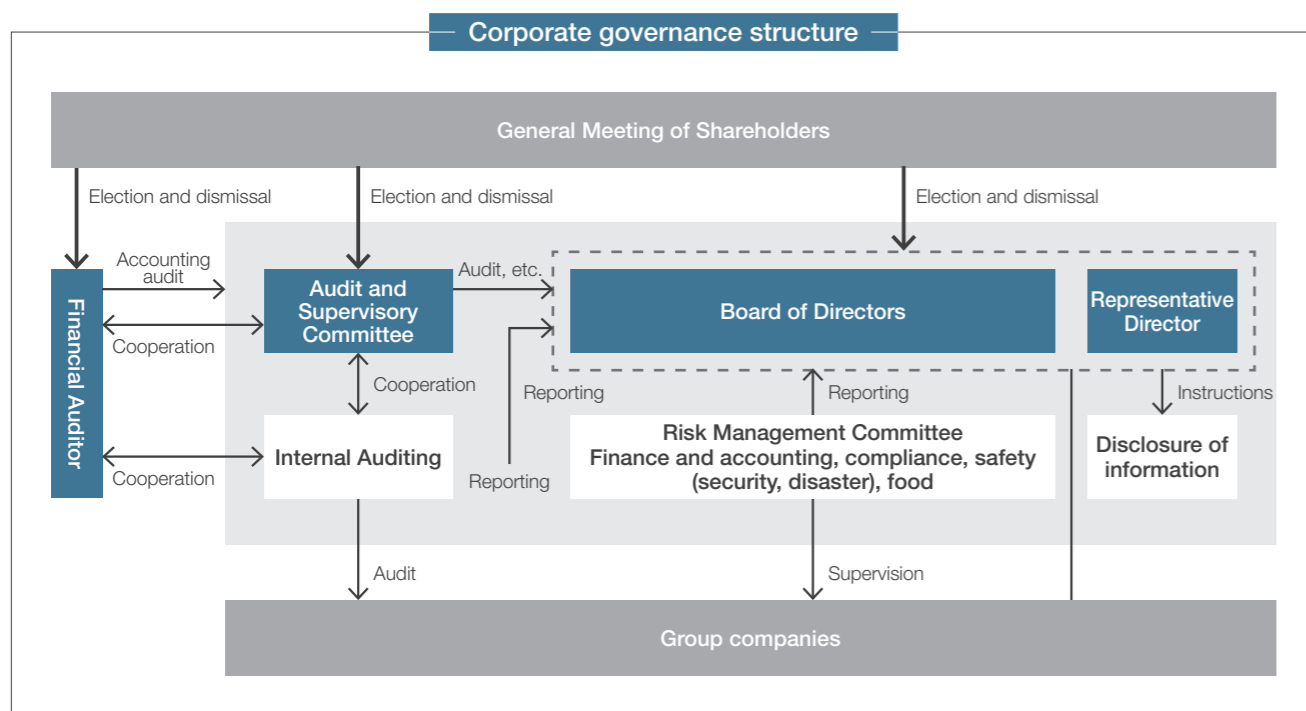 Corporate governance structure
General Meeting of Shareholders
Election and dismissal
Election and dismissal
Election and dismissal
Accounting
audit
Audit, etc.
Financial Auditor
Audit and
Supervisory
Committee
Board of Directors
Representative
Director
Cooperation
Cooperation
Reporting
Reporting
Instructions
Internal Auditing
Risk Management Committee
Finance and accounting, compliance, safety
(security, disaster), food
Disclosure of
information
Cooperation
Reporting
Audit
Supervision
Group companies